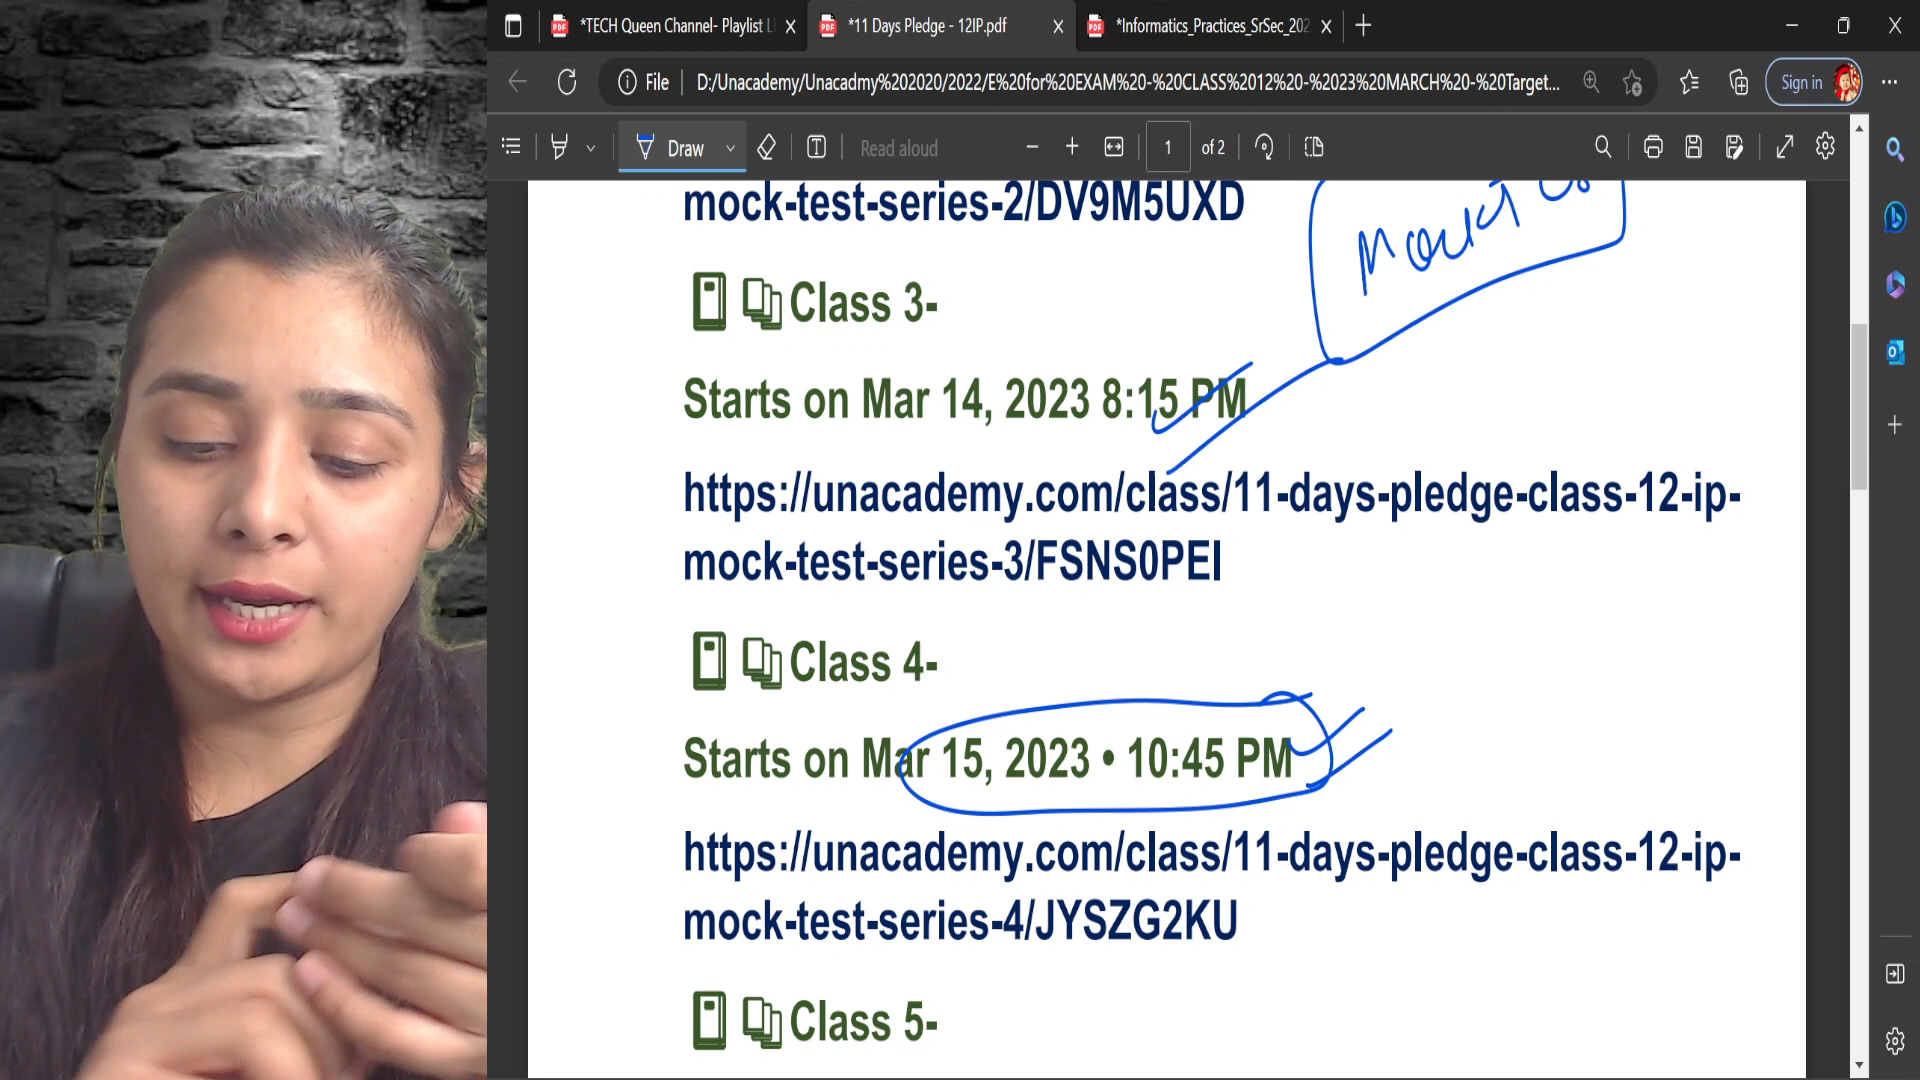 *TECH Queen Channel- Playlist
*11 Days Pledge - 12IP.pdf
*Informatics_Practices_SrSec_202
File
D:/Unacademy/Unacadmy%202020/2022/E%20for%20EXAM%20-%20CLASS%2012%20-%2023%20MARCH%20-%20Target...
Sign in
Draw
Read aloud
1 of 2
mock-test-series-2/DV9M5UXD
Class 3-
Starts on Mar 14, 2023 8:15 PM
https://unacademy.com/class/11-days-pledge-class-12-ip-
mock-test-series-3/FSNS0PEI
Class 4-
Starts on Mar 15, 2023 • 10:45 PM
https://unacademy.com/class/11-days-pledge-class-12-ip-
mock-test-series-4/JYSZG2KU
Class 5-